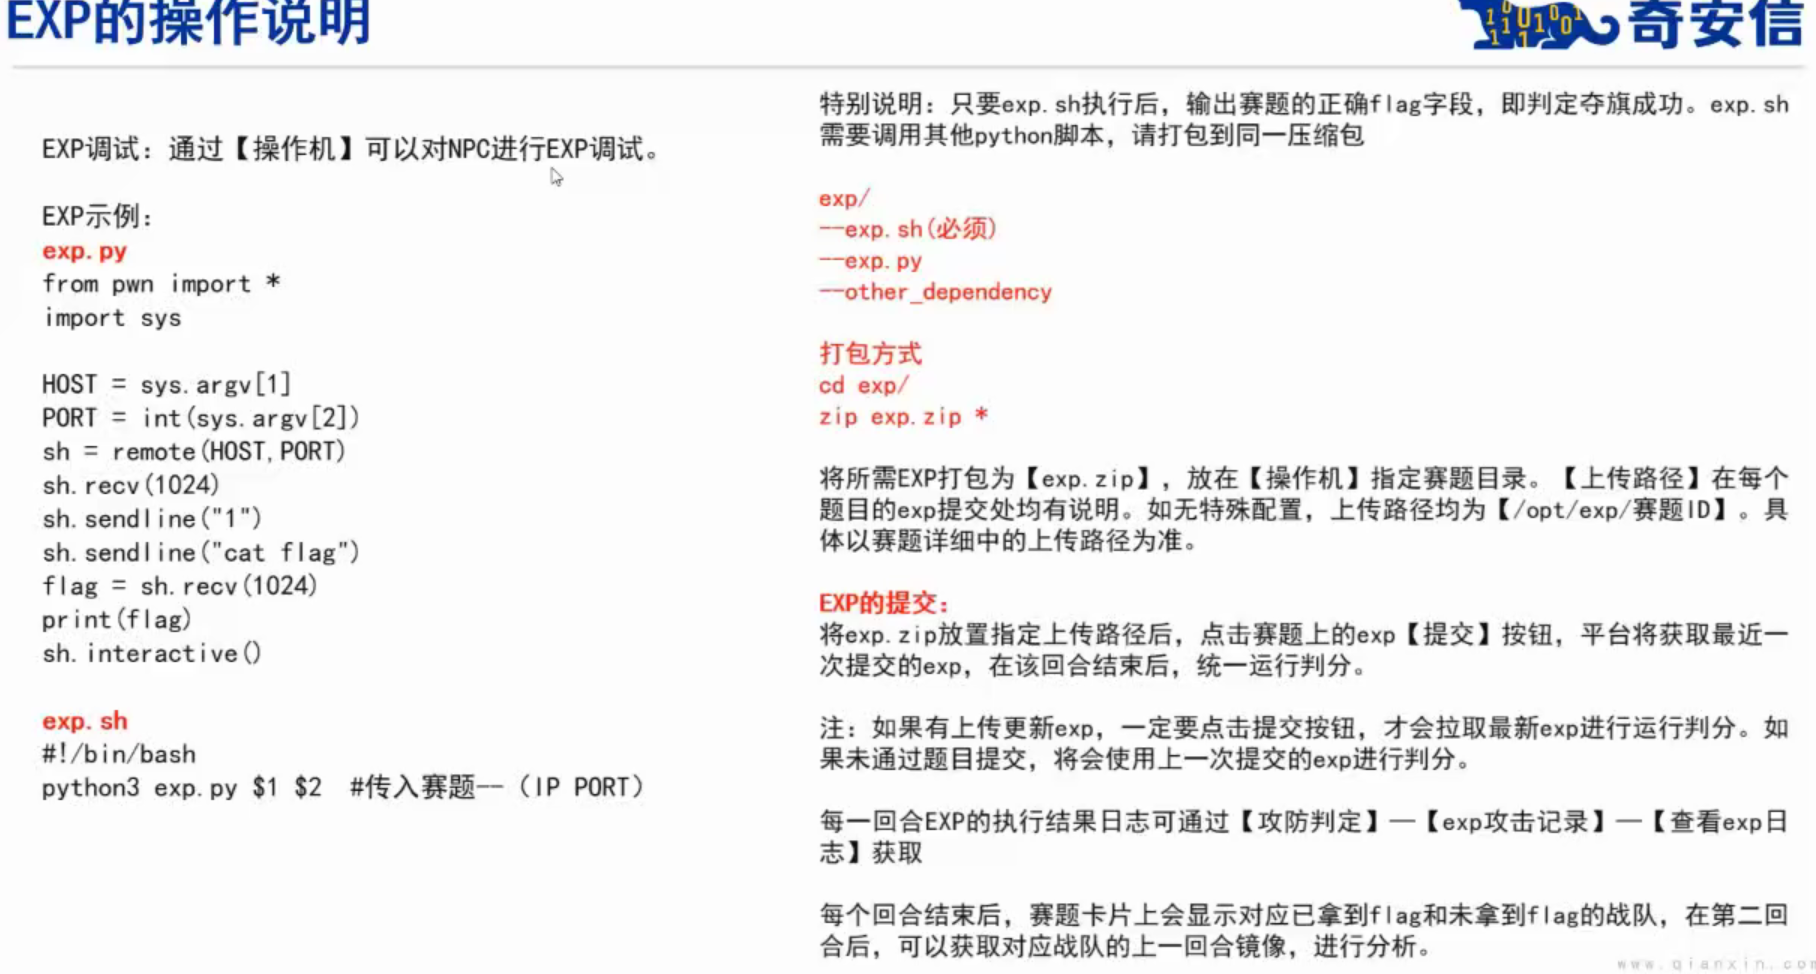 EXP的操作说明
奇安信
EXP调试：通过【操作机】可以对NPC进行EXP调试。
EXP示例：
exp.py
from pwn import *
import sys
HOST = sys.argv[1]
PORT = int(sys.argv[2])
sh = remote(HOST,PORT)
sh.recv(1024)
sh.sendline("1")
sh.sendline("cat flag")
flag = sh.recv(1024)
print(flag)
sh.interactive()
exp.sh
#!/bin/bash
python3 exp.py $1 $2  #传入赛题--（IP PORT）
特别说明：只要exp.sh执行后，输出赛题的正确flag字段，即判定夺旗成功。exp.sh
需要调用其他python脚本，请打包到同一压缩包
exp/
--exp.sh(必须)
--exp.py
--other_dependency
打包方式
cd exp/
zip exp.zip *
将所需EXP打包为【exp.zip】，放在【操作机】指定赛题目录。【上传路径】在每个
题目的exp提交处均有说明。如无特殊配置，上传路径均为【/opt/exp/赛题ID】。具
体以赛题详细中的上传路径为准。
EXP的提交：
将exp.zip放置指定上传路径后，点击赛题上的exp【提交】按钮，平台将获取最近一
次提交的exp，在该回合结束后，统一运行判分。
注：如果有上传更新exp，一定要点击提交按钮，才会拉取最新exp进行运行判分。如
果未通过题目提交，将会使用上一次提交的exp进行判分。
每一回合EXP的执行结果日志可通过【攻防判定】—【exp攻击记录】—【查看exp日
志】获取
每个回合结束后，赛题卡片上会显示对应已拿到flag和未拿到flag的战队，在第二回
合后，可以获取对应战队的上一回合镜像，进行分析。
www.qianxin.com